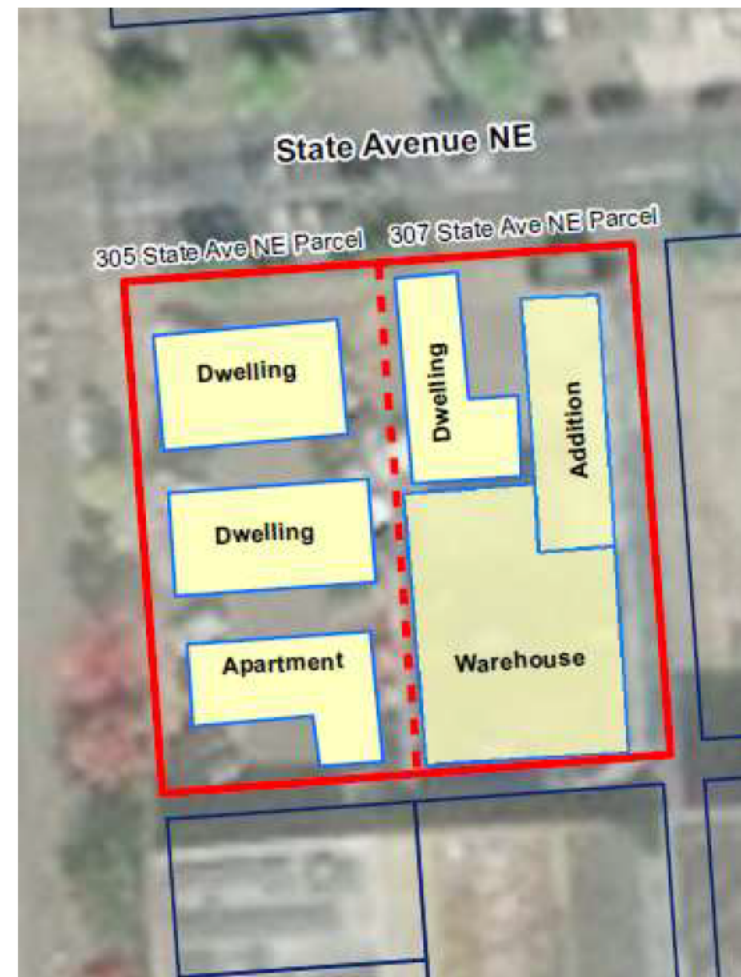 State Avenue NE
305 State Ave NE Parcel
307 State Ave NE Parcel
Dwelling
Dwelling
Addition
Dwelling
Apartment
Warehouse